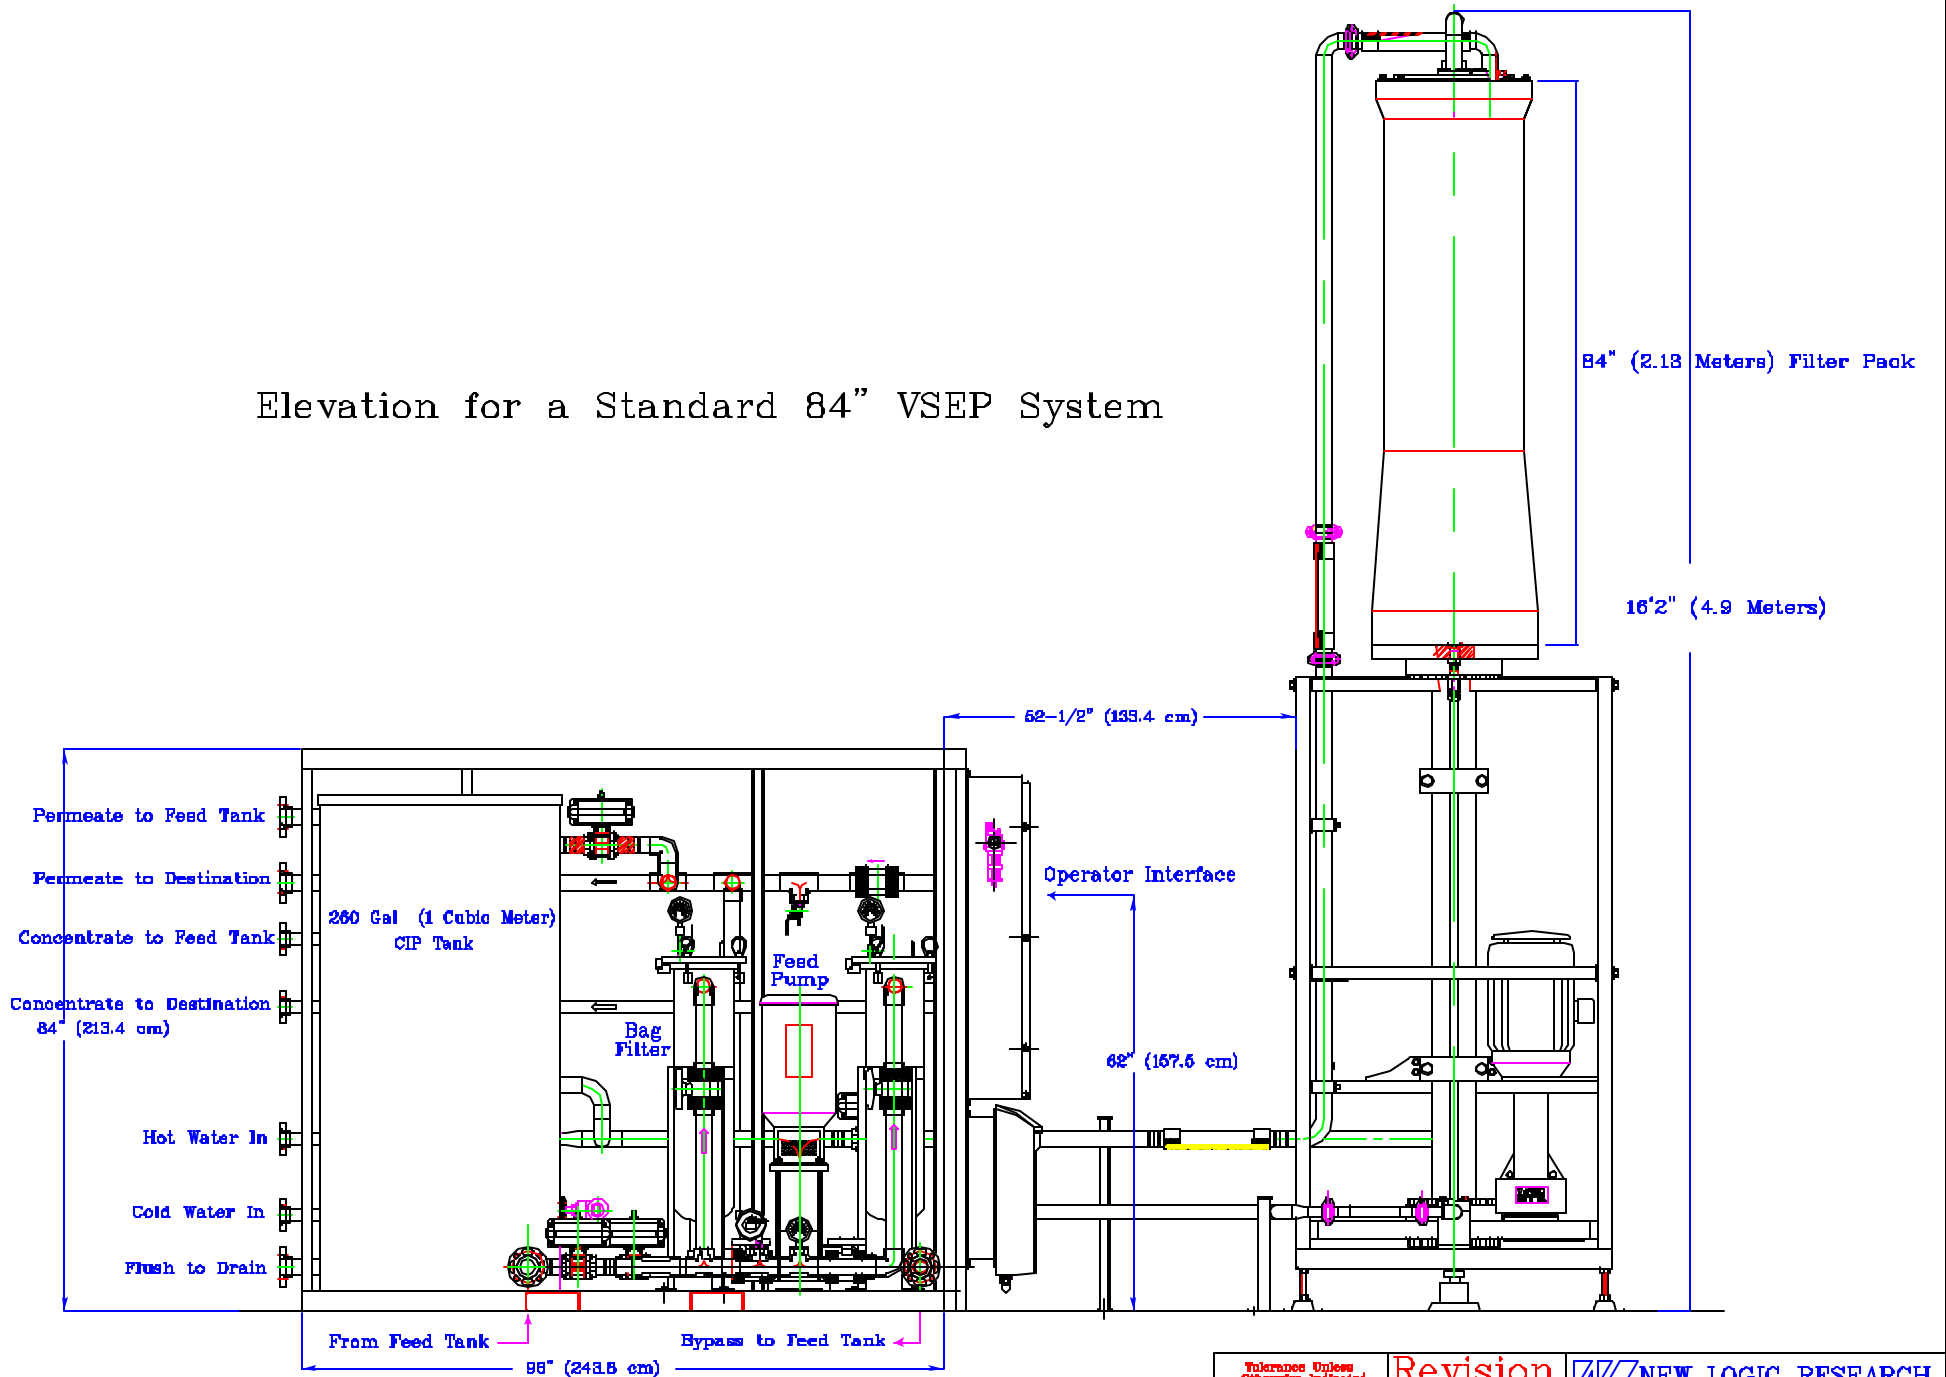 Elevation for a Standard 84" VSEP System
84" (2.13 Meters) Filter Pack
16'2" (4.9 Meters)
52-1/2" (133.4 cm)
Permeate to Feed Tank
Permeate to Destination
Concentrate to Feed Tank
Concentrate to Destination
84" (213.4 cm)
Hot Water In
Cold Water In
Flush to Drain
260 Gal (1 Cubic Meter)
CIP Tank
Feed
Pump
Bag
Filter
Operator Interface
62" (157.5 cm)
From Feed Tank
Bypass to Feed Tank
96" (243.8 cm)
Tolerance Unless
Otherwise Indicated
Revision
NEW LOGIC RESEARCH